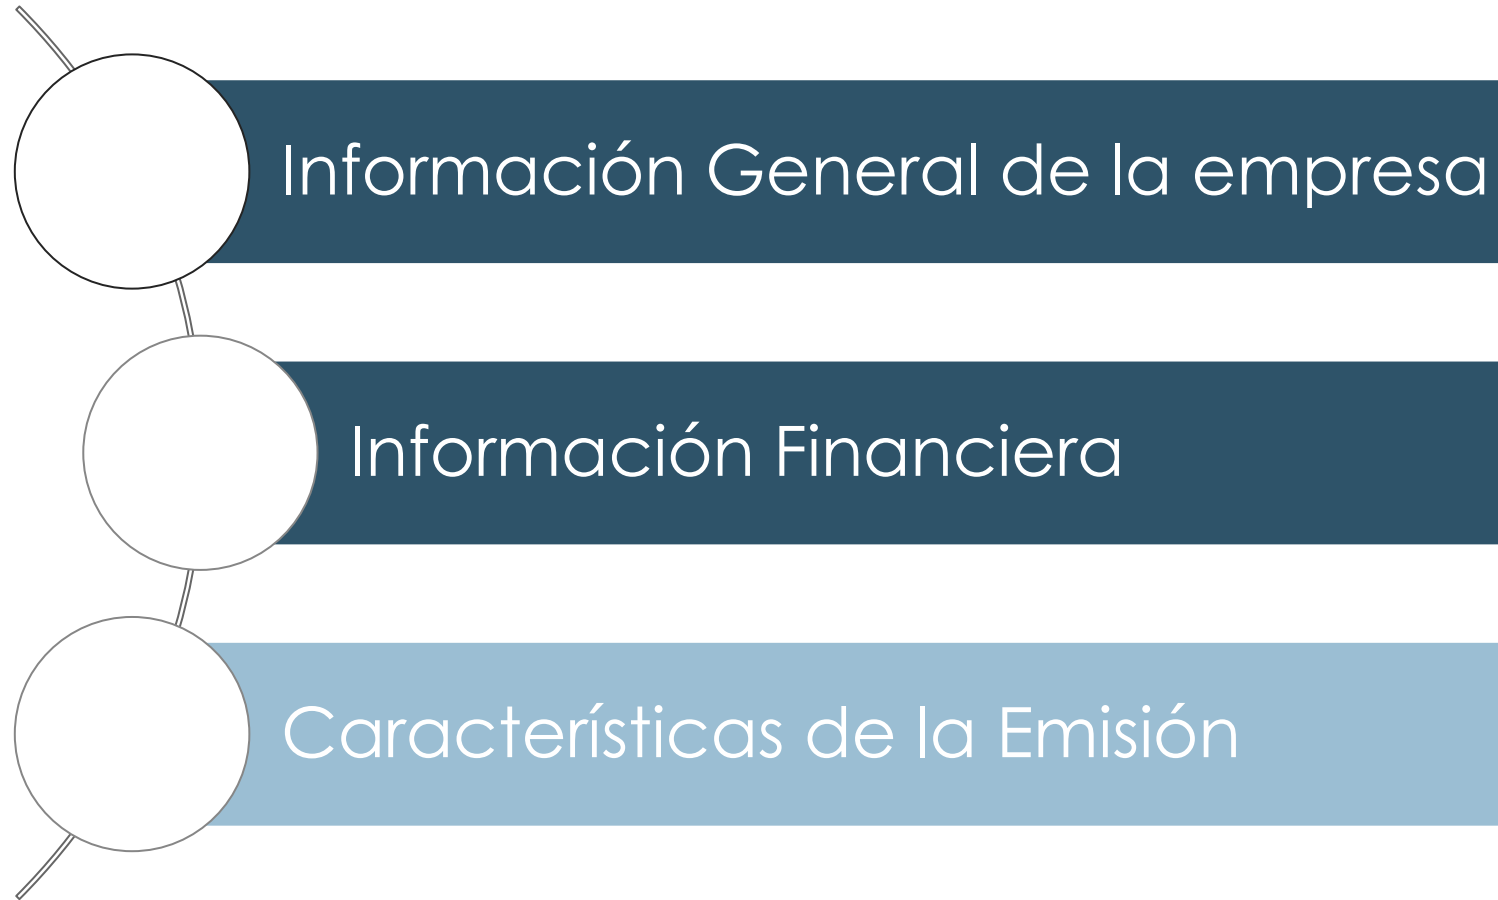 Información General de la empresa
Información Financiera
Características de la Emisión